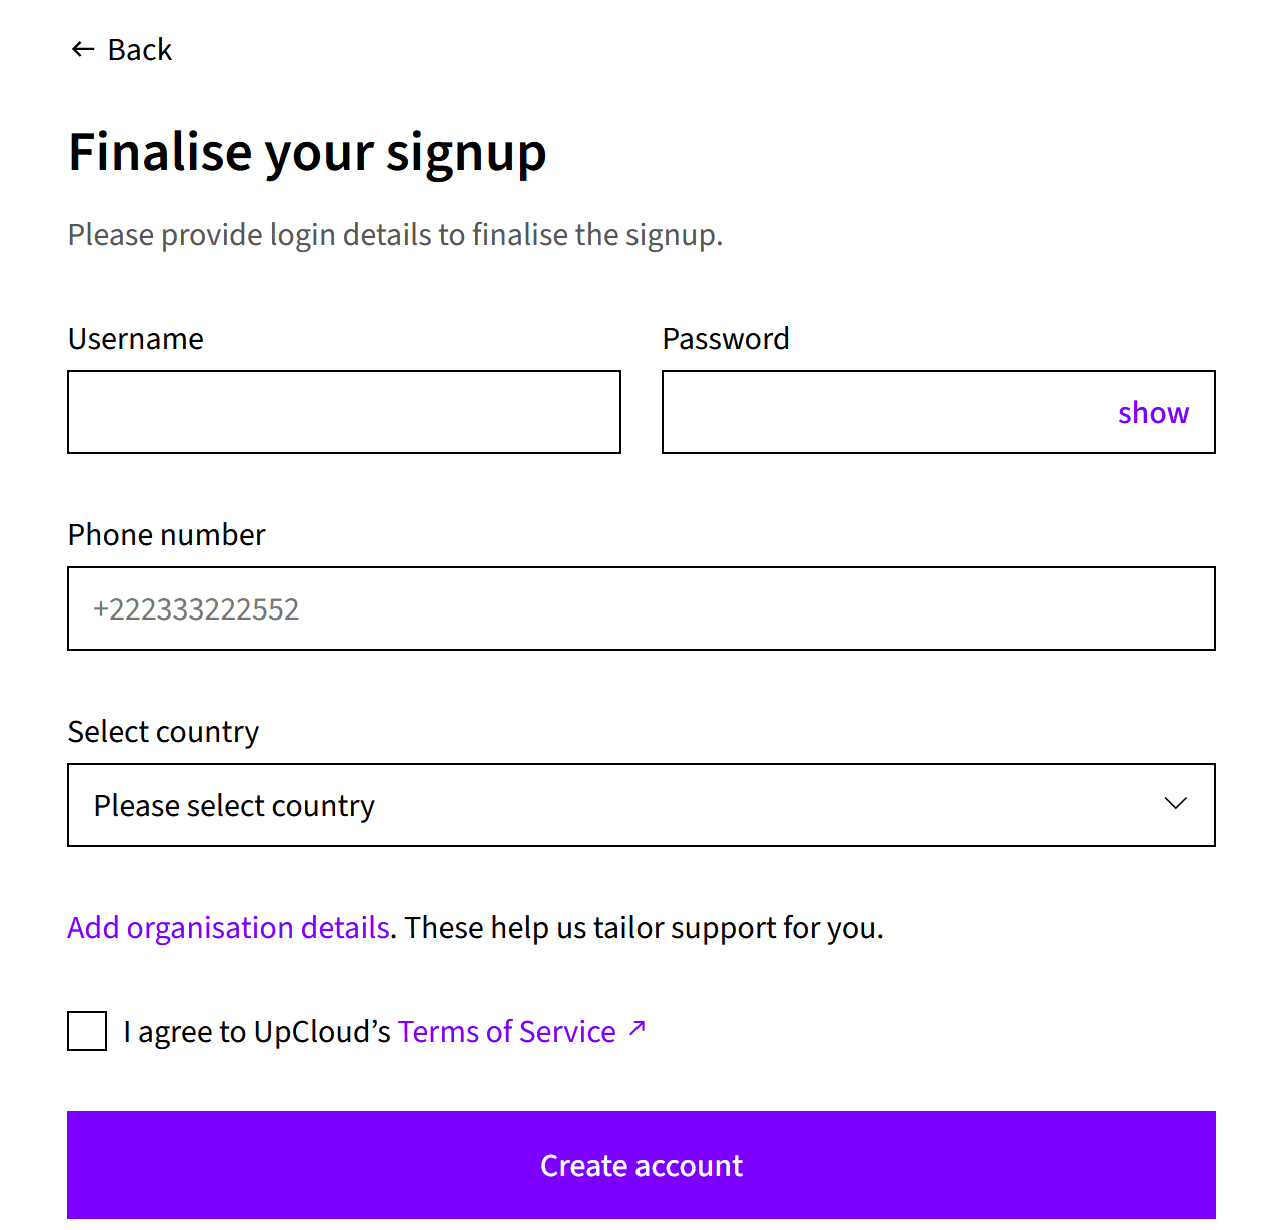 ← Back
Finalise your signup
Please provide login details to finalise the signup.
Username
Password
show
Phone number
+222333222552
Select country
Please select country
Add organisation details. These help us tailor support for you.
I agree to UpCloud’s Terms of Service ↗
Create account